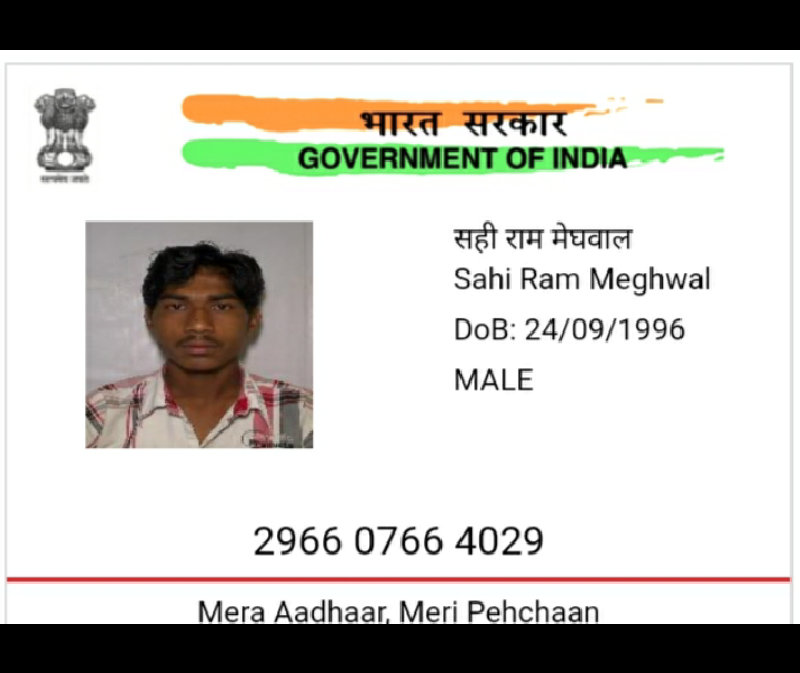 भारत सरकार
GOVERNMENT OF INDIA
सही राम मेघवाल
Sahi Ram Meghwal
DoB: 24/09/1996
MALE
2966 0766 4029
Mera Aadhaar, Meri Pehchaan